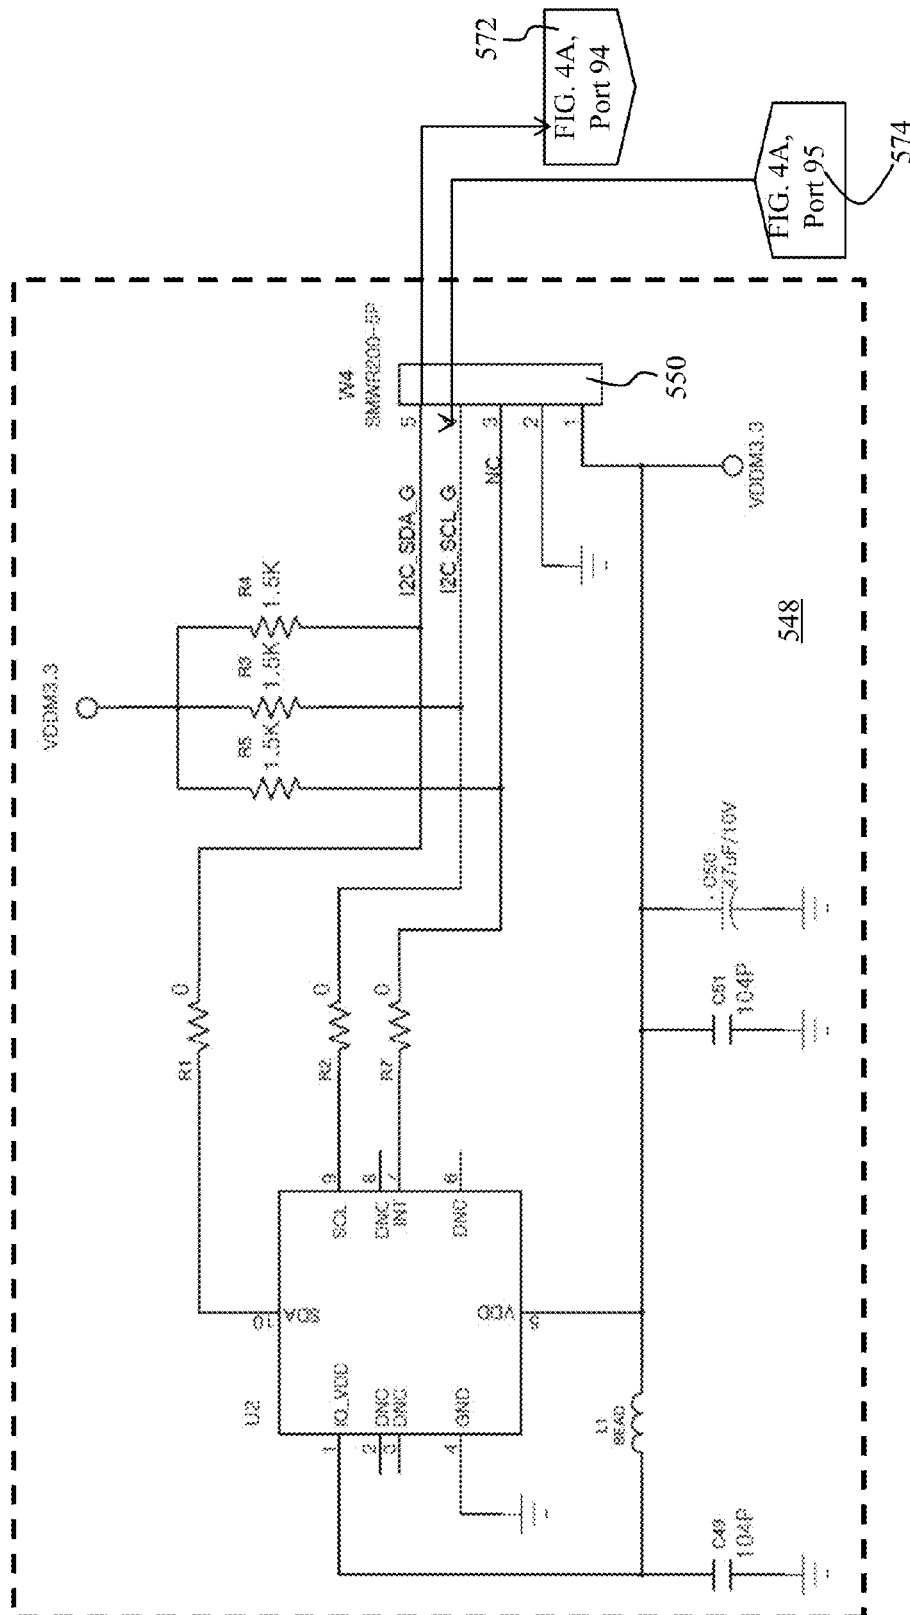 572
FIG. 4A,
Port 94
FIG. 4A,
Port 95
574
W4
SMWR200-5P
550
5
3
2
1
I2C_SDA_G
I2C_SCL_G
NC
VDDM3.3
548
VDDM3.3
R4
1.5K
R3
1.5K
R5
1.5K
R1
0
R2
0
R7
0
C50
47uF/16V
C51
104P
U2
10
SDA
9
SCL
8
DNC
7
INT
6
DNC
VDD
1
IO_VDD
2
DNC
3
DNC
4
GND
L1
BEAD
C49
104P